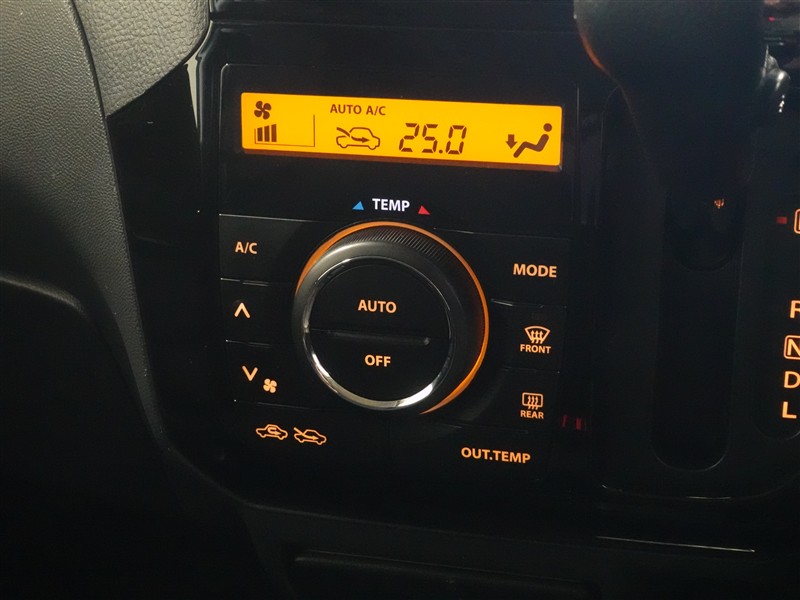 AUTO A/C
25.0
TEMP
A/C
MODE
AUTO
OFF
FRONT
REAR
OUT.TEMP
R
N
D
L